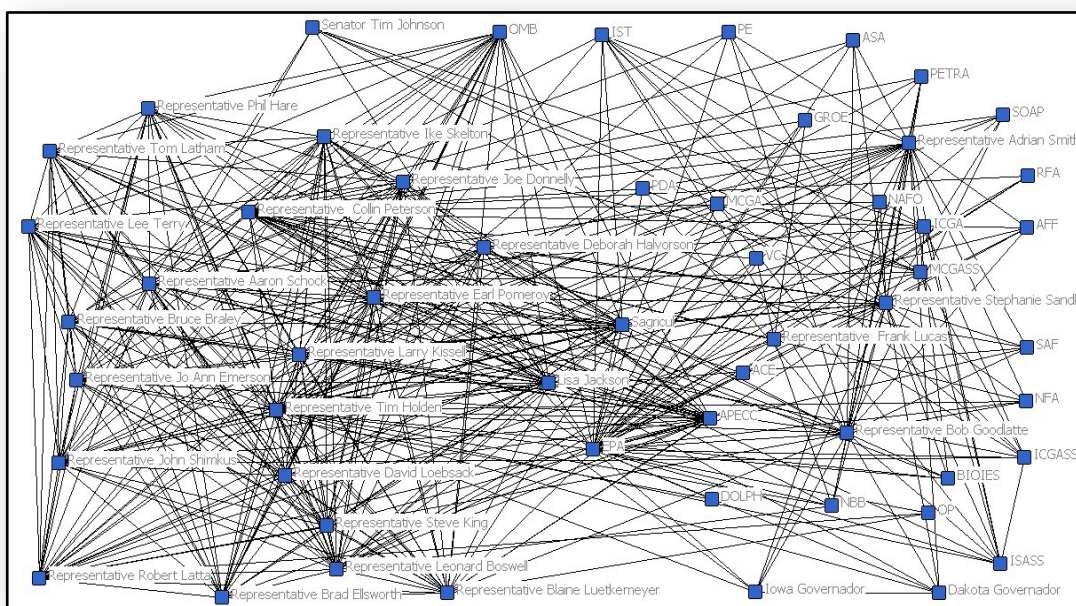 Senator Tim Johnson
OMB
IST
PE
ASA
PETRA
Representative Phil Hare
SOAP
GROE
Representative Ike Skelton
Representative Adrian Smith
Representative Tom Latham
RFA
Representative Joe Donnelly
PDA
NAFO
MCGA
Representative Collin Peterson
Representative Lee Terry
ICGA
AFF
Representative Deborah Halvorson
VC
MCGASS
Representative Aaron Schock
Representative Earl Pomeroy
Representative Stephanie Sandl
Representative Bruce Braley
Sagricur
Representative Frank Lucas
SAF
Representative Larry Kissell
ACE
Representative Jo Ann Emerson
Lisa Jackson
NFA
Representative Tim Holden
APECC
Representative Bob Goodlatte
EPA
ICGASS
Representative John Shimkus
Representative David Loebsack
BIOIES
DOLPH
NBB
OP
Representative Steve King
ISASS
Representative Leonard Boswell
Representative Robert Latta
Representative Brad Ellsworth
Representative Blaine Luetkemeyer
Iowa Governador
Dakota Governador